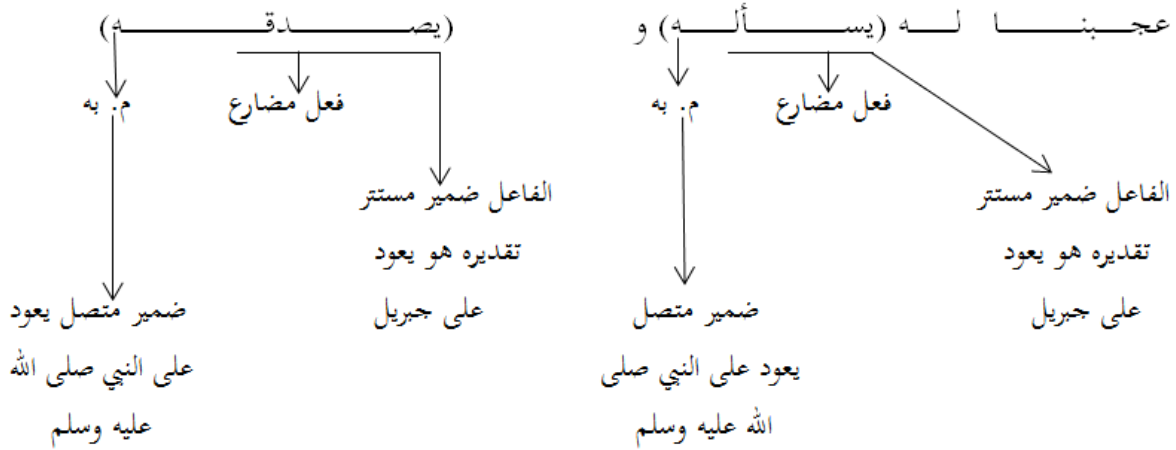 عجبنا له (يسأله) و (يصدقه)
فعل مضارع م. به فعل مضارع م. به
الفاعل ضمير مستتر
تقديره هو يعود
على جبريل
ضمير متصل
يعود على النبي صلى
الله عليه وسلم
الفاعل ضمير مستتر
تقديره هو يعود
على جبريل
ضمير متصل يعود
على النبي صلى الله
عليه وسلم